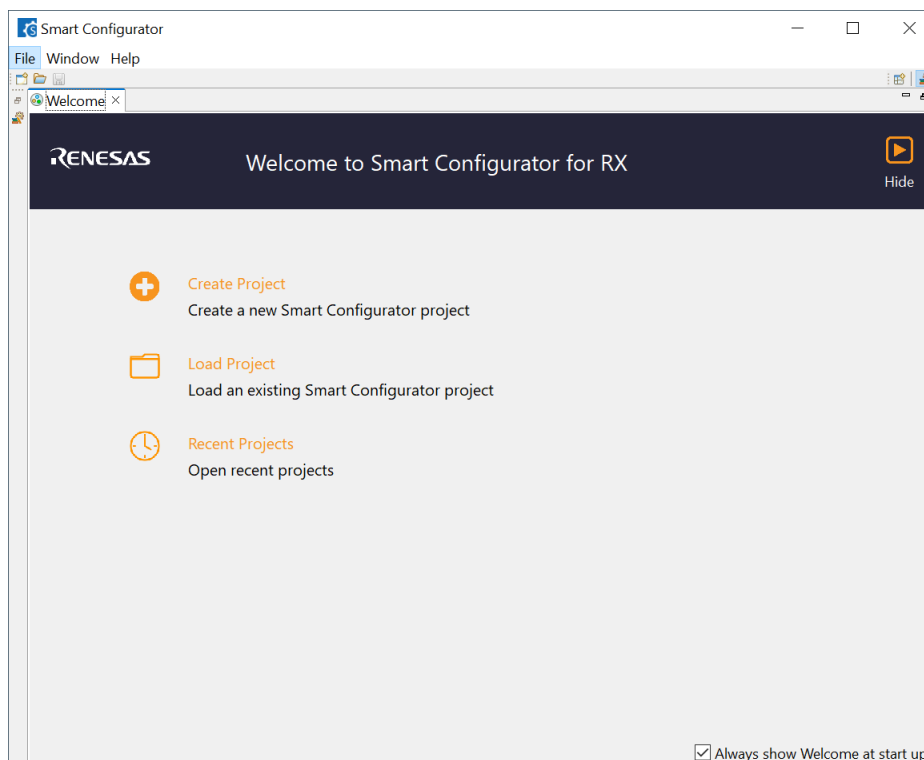 Smart Configurator
File Window Help
Welcome
RENESAS
Welcome to Smart Configurator for RX
Hide
Create Project
Create a new Smart Configurator project
Load Project
Load an existing Smart Configurator project
Recent Projects
Open recent projects
Always show Welcome at start up